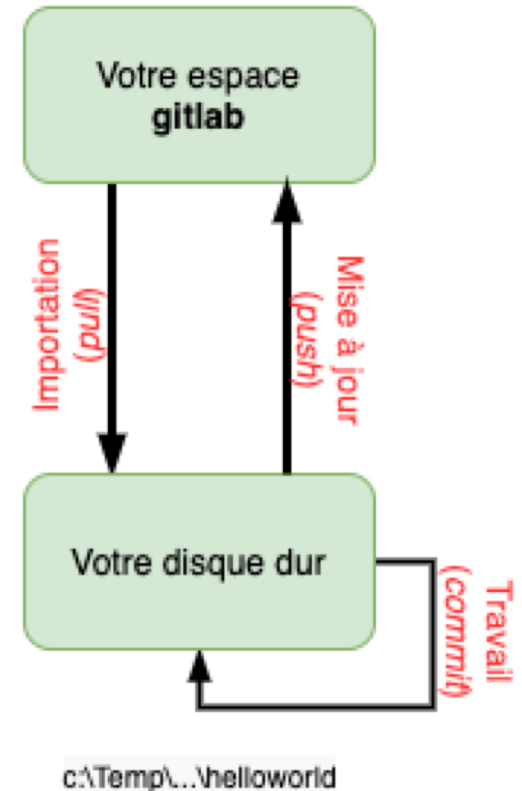 Votre espace
gitlab
Importation
(pull)
Mise à jour
(push)
Votre disque dur
Travail
(commit)
c:\Temp\...\helloworld